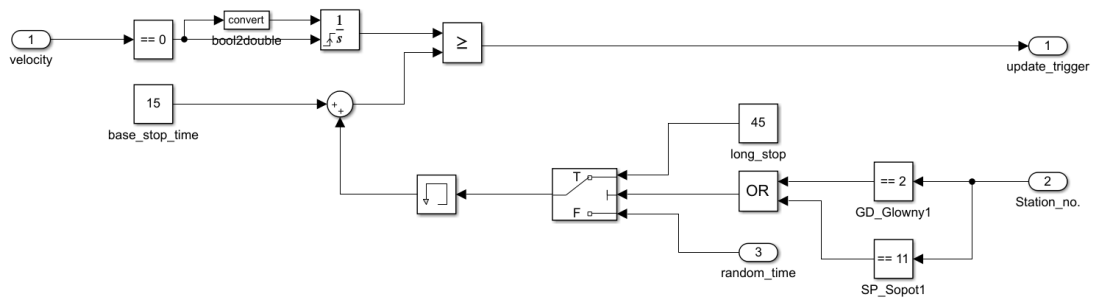 1
velocity
== 0
convert
bool2double
1
s
≥
1
update_trigger
15
base_stop_time
+
+
45
long_stop
T
F
OR
== 2
GD_Glowny1
2
Station_no.
== 11
SP_Sopot1
3
random_time